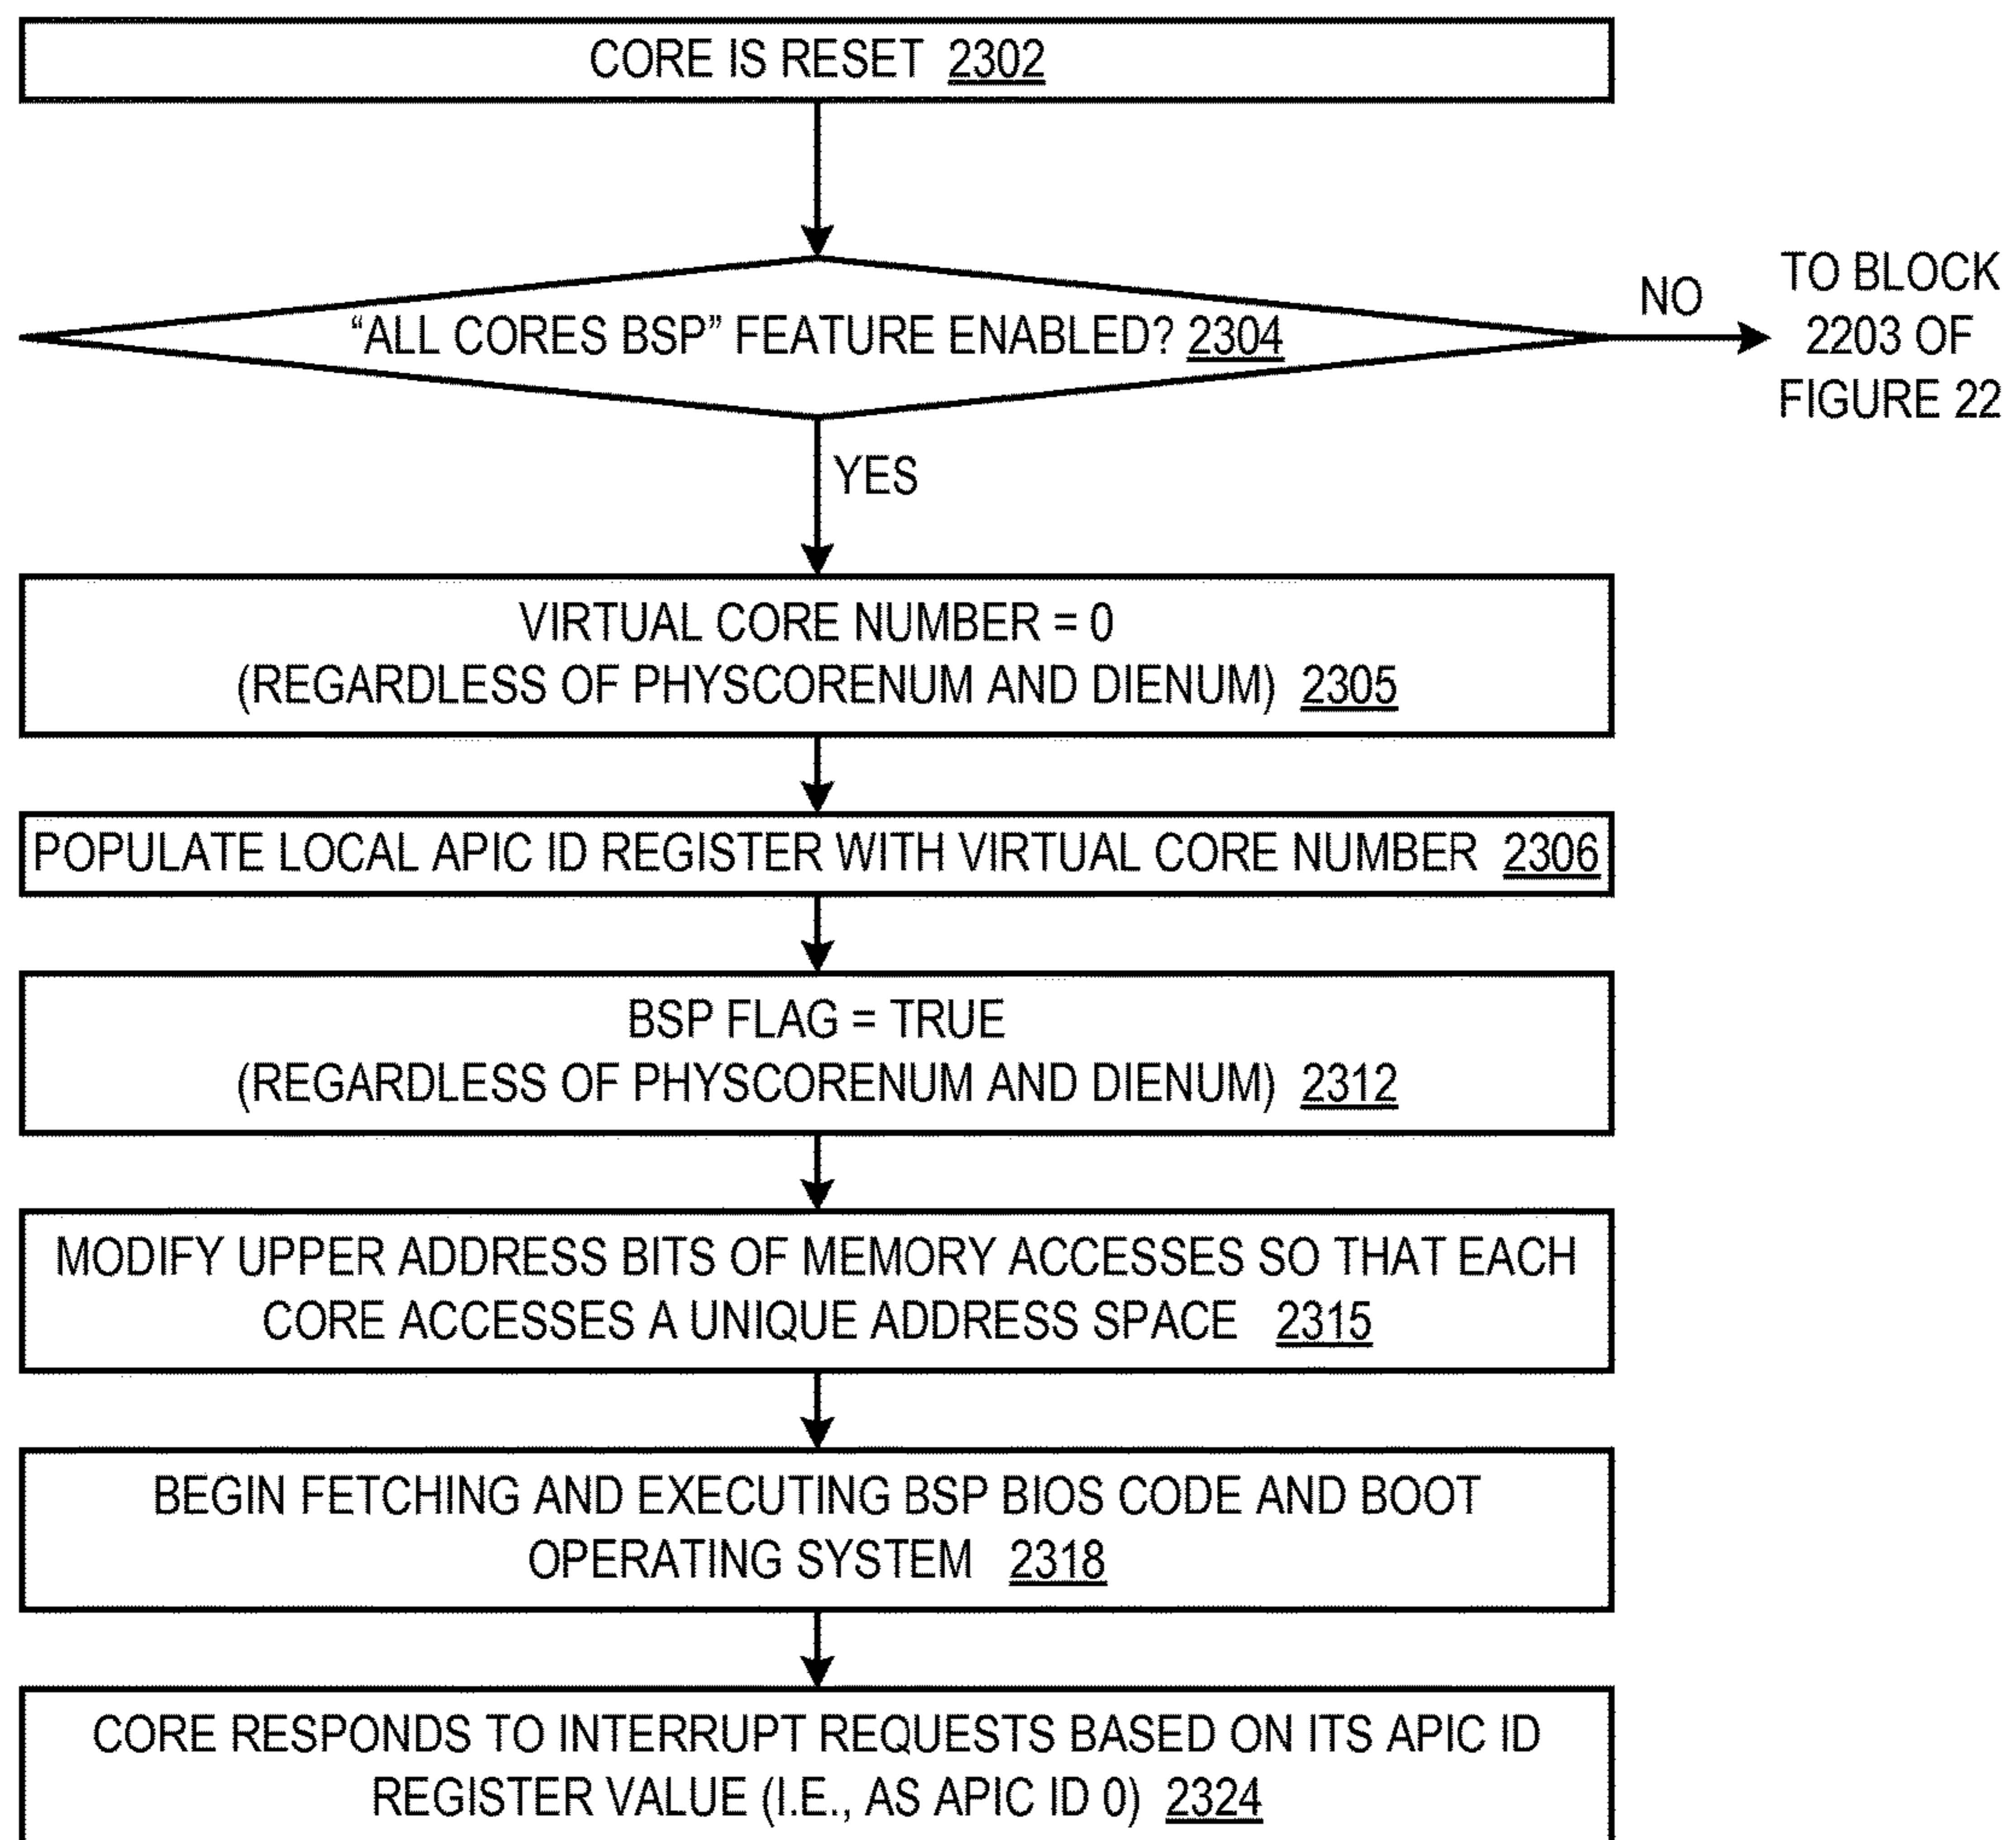 CORE IS RESET 2302
"ALL CORES BSP" FEATURE ENABLED? 2304
NO
TO BLOCK
2203 OF
FIGURE 22
YES
VIRTUAL CORE NUMBER = 0
(REGARDLESS OF PHYSCORENUM AND DIENUM) 2305
POPULATE LOCAL APIC ID REGISTER WITH VIRTUAL CORE NUMBER 2306
BSP FLAG = TRUE
(REGARDLESS OF PHYSCORENUM AND DIENUM) 2312
MODIFY UPPER ADDRESS BITS OF MEMORY ACCESSES SO THAT EACH
CORE ACCESSES A UNIQUE ADDRESS SPACE 2315
BEGIN FETCHING AND EXECUTING BSP BIOS CODE AND BOOT
OPERATING SYSTEM 2318
CORE RESPONDS TO INTERRUPT REQUESTS BASED ON ITS APIC ID
REGISTER VALUE (I.E., AS APIC ID 0) 2324